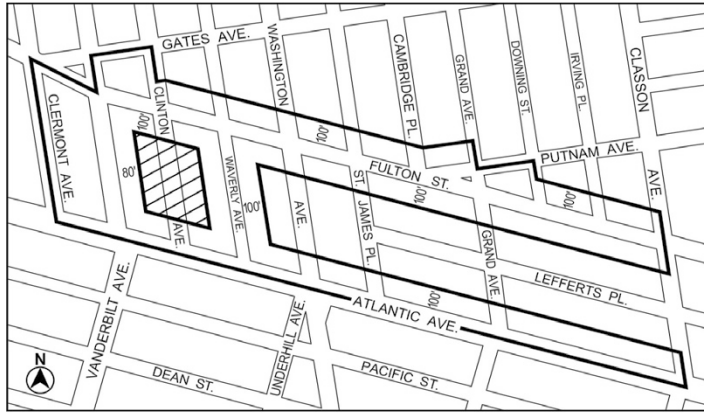 GATES AVE.
WASHINGTON
CAMBRIDGE PL.
GRAND AVE.
DOWNING ST.
IRVING PL.
CLASSON
CLERMONT AVE.
CLINTON
100'
100'
PUTNAM AVE.
80'
WAVERLY AVE.
FULTON ST.
100'
100'
100'
AVE.
AVE.
AVE.
ST. JAMES PL.
GRAND AVE.
LEFFERTS PL.
100'
ATLANTIC AVE.
VANDERBILT AVE.
UNDERHILL AVE.
N
DEAN ST.
PACIFIC ST.